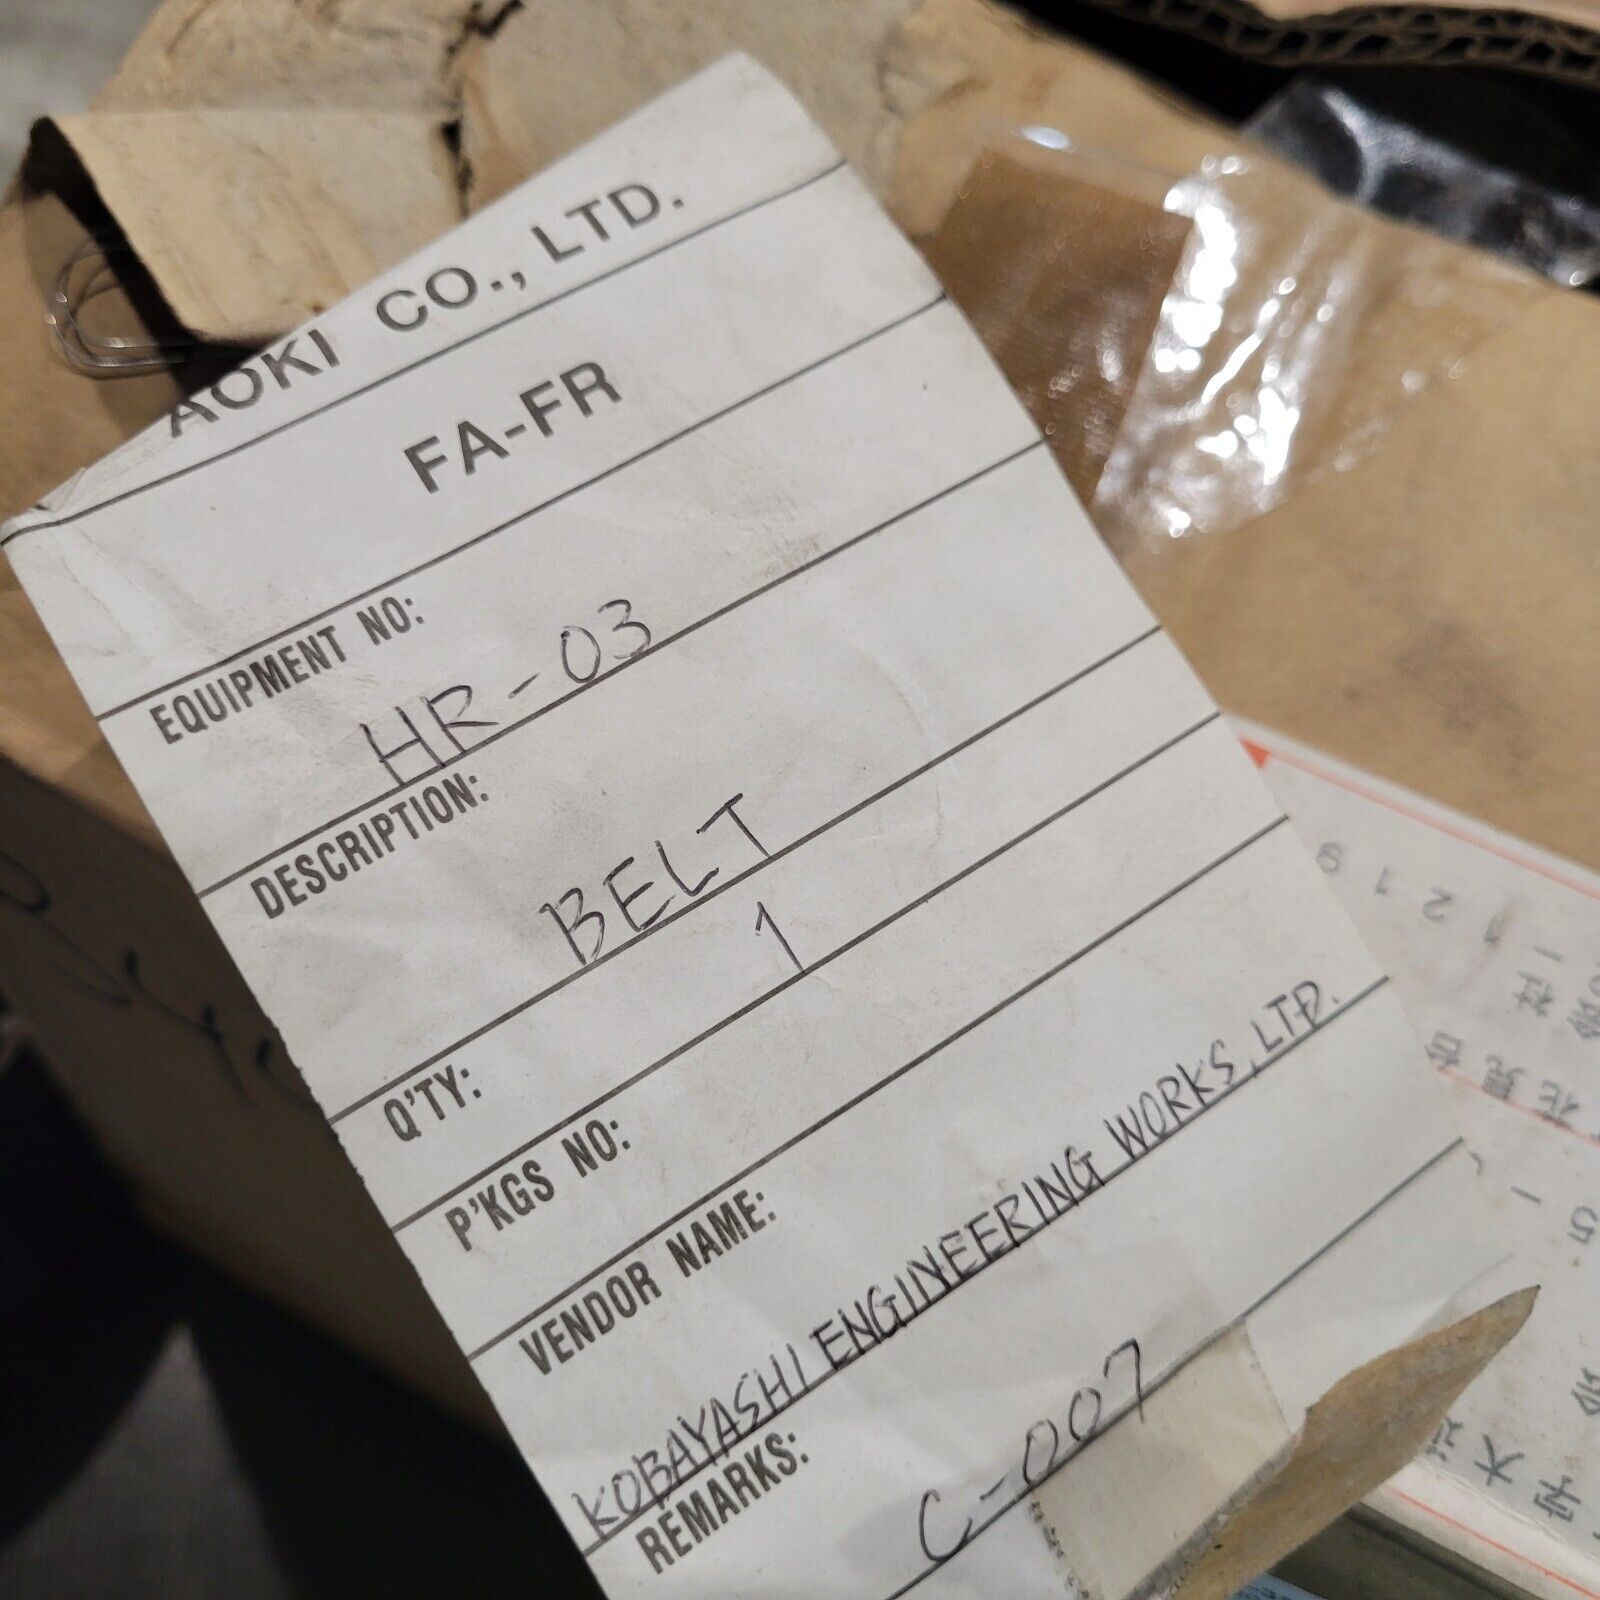 AOKI CO., LTD.
FA-FR
EQUIPMENT NO:
HR-03
DESCRIPTION:
BELT
Q'TY:
1
P'KGS NO:
VENDOR NAME:
KOBAYASHI ENGINEERING WORKS, LTD.
REMARKS:
C-007